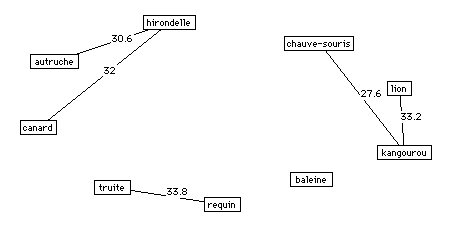 hirondelle
30.6
chauve-souris
autruche
32
lion
27.6
33.2
canard
kangourou
baleine
truite
33.8
requin